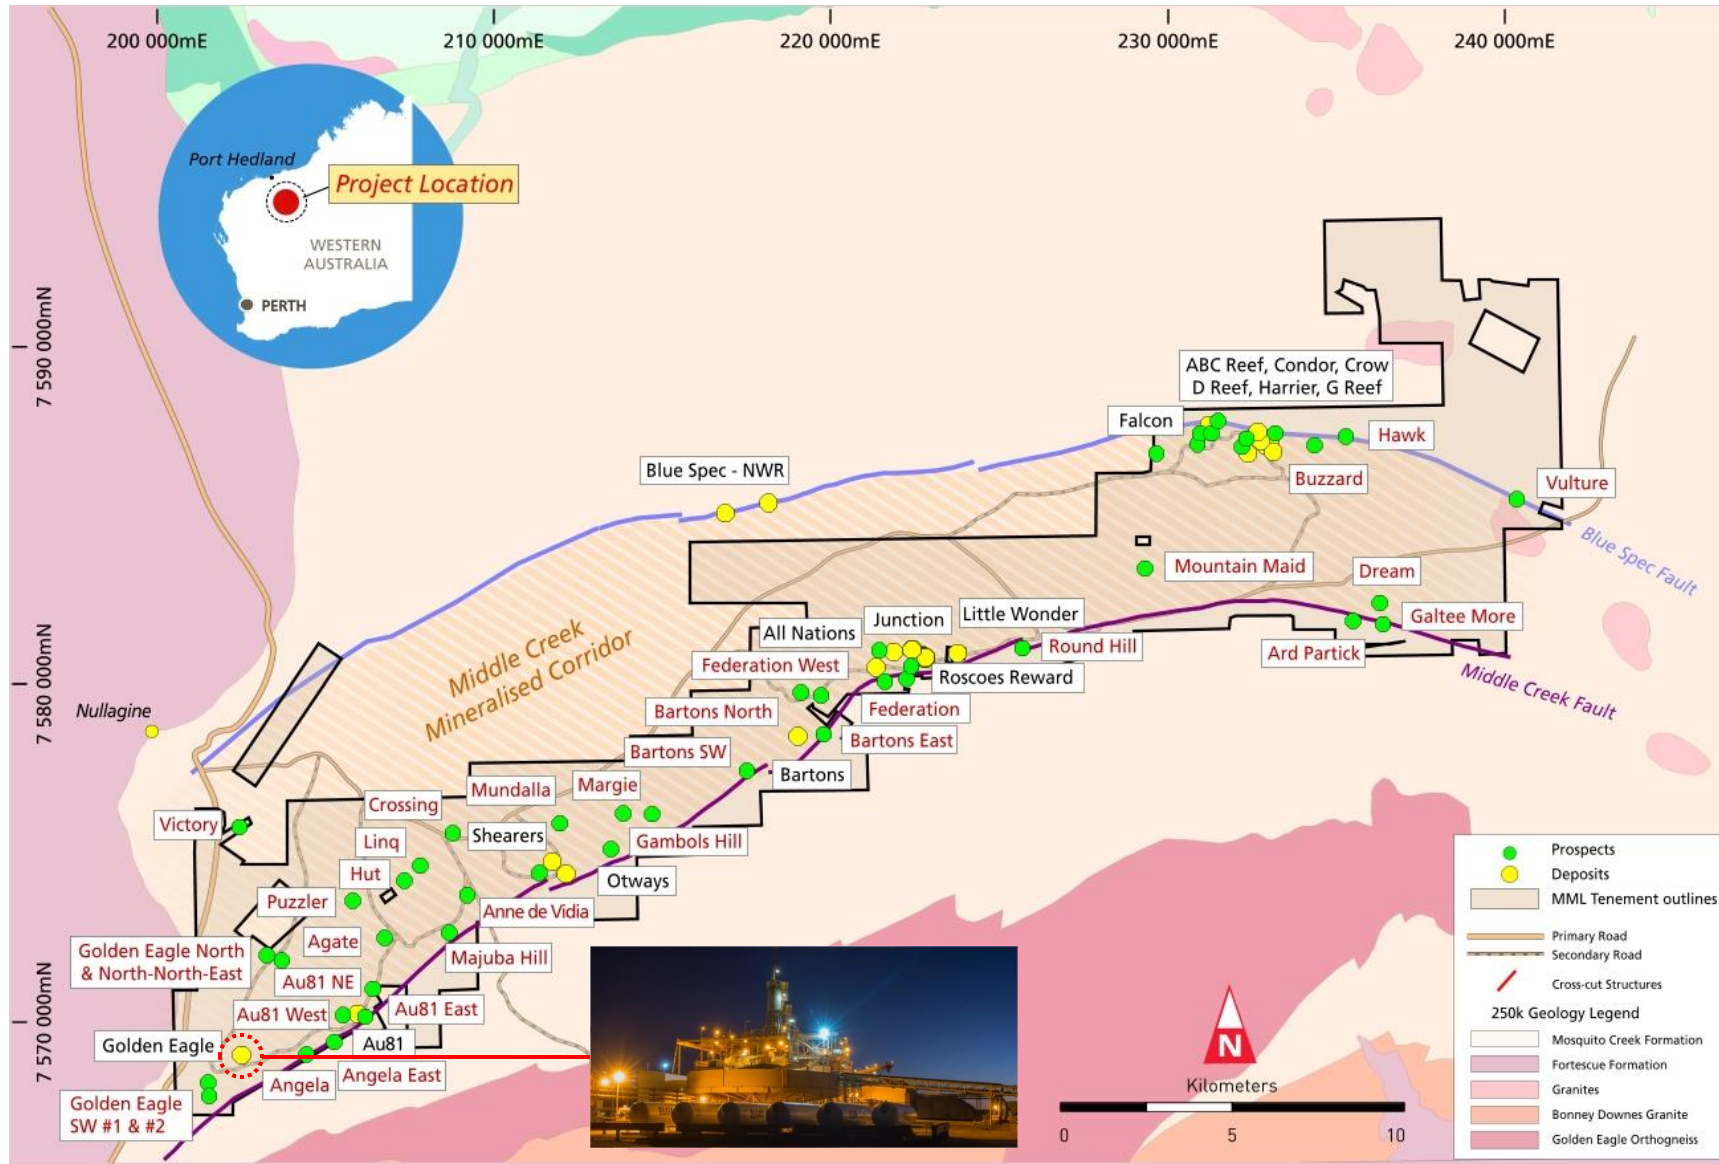 200 000mE
210 000mE
220 000mE
230 000mE
240 000mE
Port Hedland
Project Location
WESTERN
AUSTRALIA
PERTH
7 590 000mN
7 580 000mN
7 570 000mN
ABC Reef, Condor, Crow
D Reef, Harrier, G Reef
Falcon
Hawk
Blue Spec - NWR
Buzzard
Vulture
Blue Spec Fault
Mountain Maid
Dream
Middle Creek
Mineralised Corridor
Junction
Little Wonder
Galtee More
All Nations
Round Hill
Ard Partick
Federation West
Roscoes Reward
Middle Creek Fault
Nullagine
Bartons North
Federation
Bartons East
Bartons SW
Bartons
Mundalla
Margie
Crossing
Victory
Shearers
Linq
Gambols Hill
Hut
Otways
Puzzler
Anne de Vidia
Agate
Golden Eagle North
& North-North-East
Majuba Hill
Au81 NE
Au81 West
Au81 East
Golden Eagle
Au81
Angela East
Angela
Golden Eagle
SW #1 & #2
N
Kilometers
0
5
10
Prospects
Deposits
MML Tenement outlines
Primary Road
Secondary Road
Cross-cut Structures
250k Geology Legend
Mosquito Creek Formation
Fortescue Formation
Granites
Bonney Downes Granite
Golden Eagle Orthogneiss